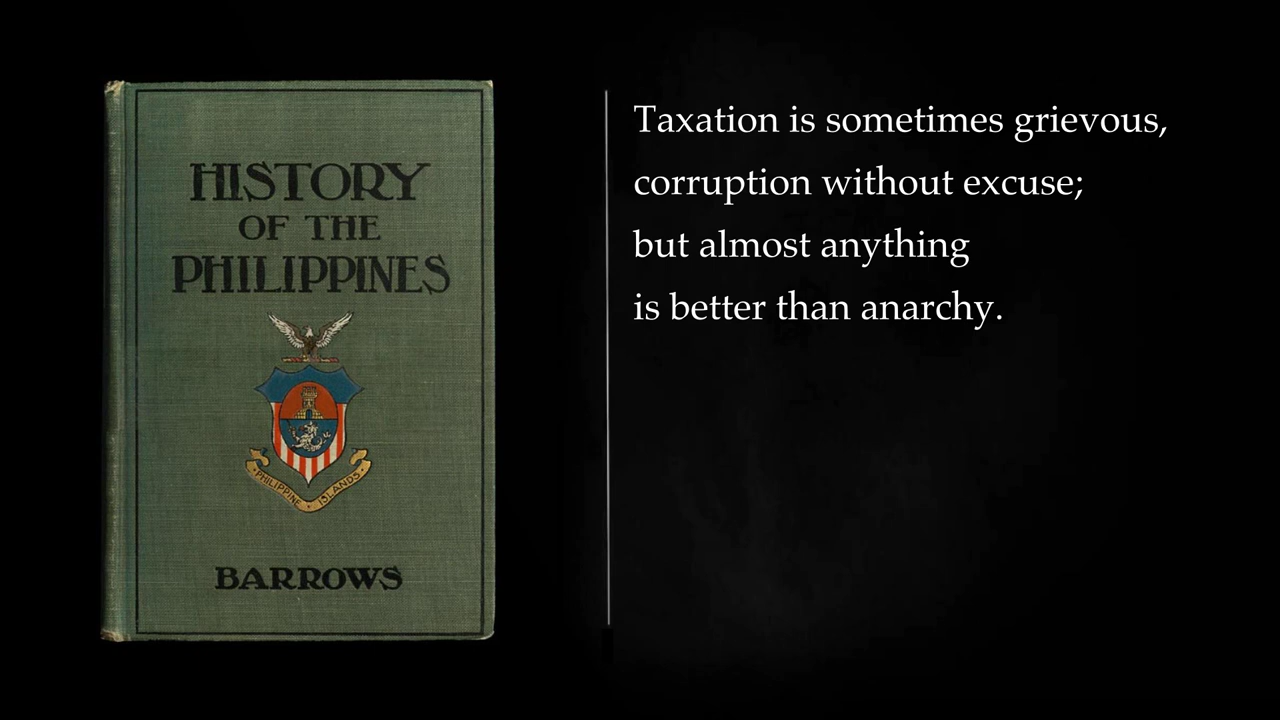 HISTORY
OF THE
PHILIPPINES
PHILIPPINE ISLANDS
BARROWS
Taxation is sometimes grievous,
corruption without excuse;
but almost anything
is better than anarchy.